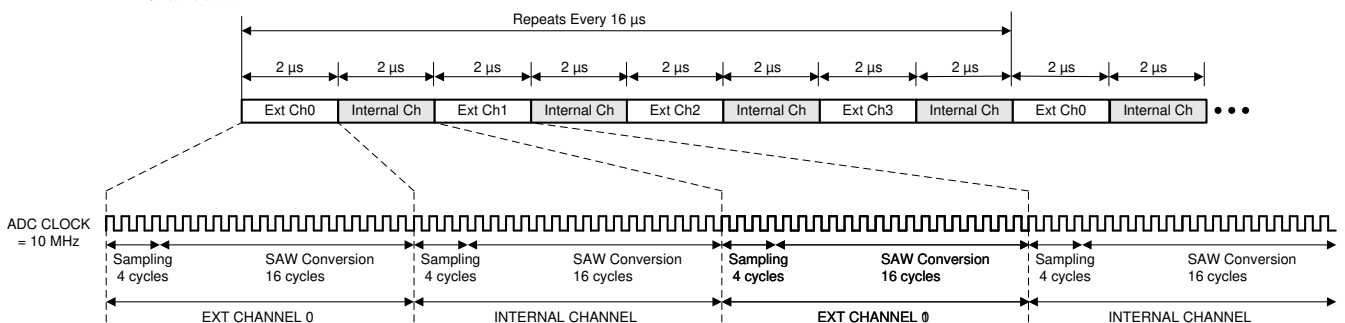 Repeats Every 16 µs
2 µs 2 µs 2 µs 2 µs 2 µs 2 µs 2 µs 2 µs 2 µs 2 µs
Ext Ch0 Internal Ch Ext Ch1 Internal Ch Ext Ch2 Internal Ch Ext Ch3 Internal Ch Ext Ch0 Internal Ch
ADC CLOCK
= 10 MHz
Sampling SAW Conversion Sampling SAW Conversion Sampling SAW Conversion Sampling SAW Conversion
4 cycles 16 cycles 4 cycles 16 cycles 4 cycles 16 cycles 4 cycles 16 cycles
EXT CHANNEL 0 INTERNAL CHANNEL EXT CHANNEL INTERNAL CHANNEL